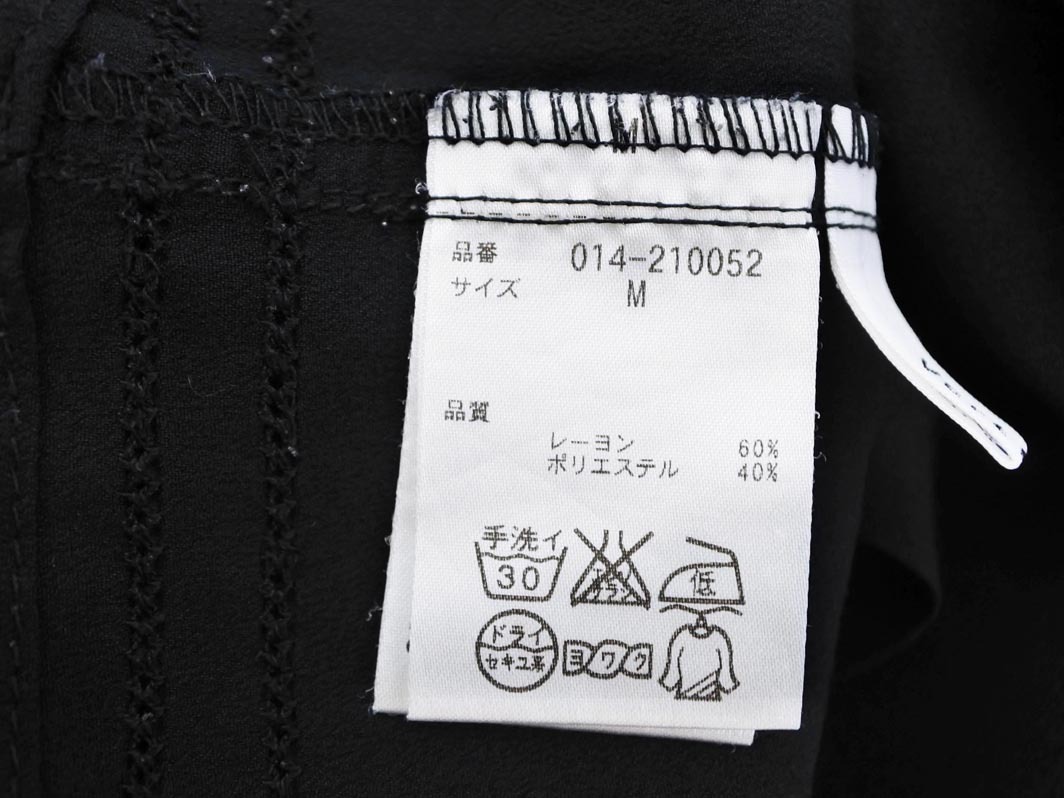 M
品番 014-210052
サイズ M
品質
レーヨン 60%
ポリエステル 40%
手洗イ
30
低
ドライ
セキユ系
ヨワク